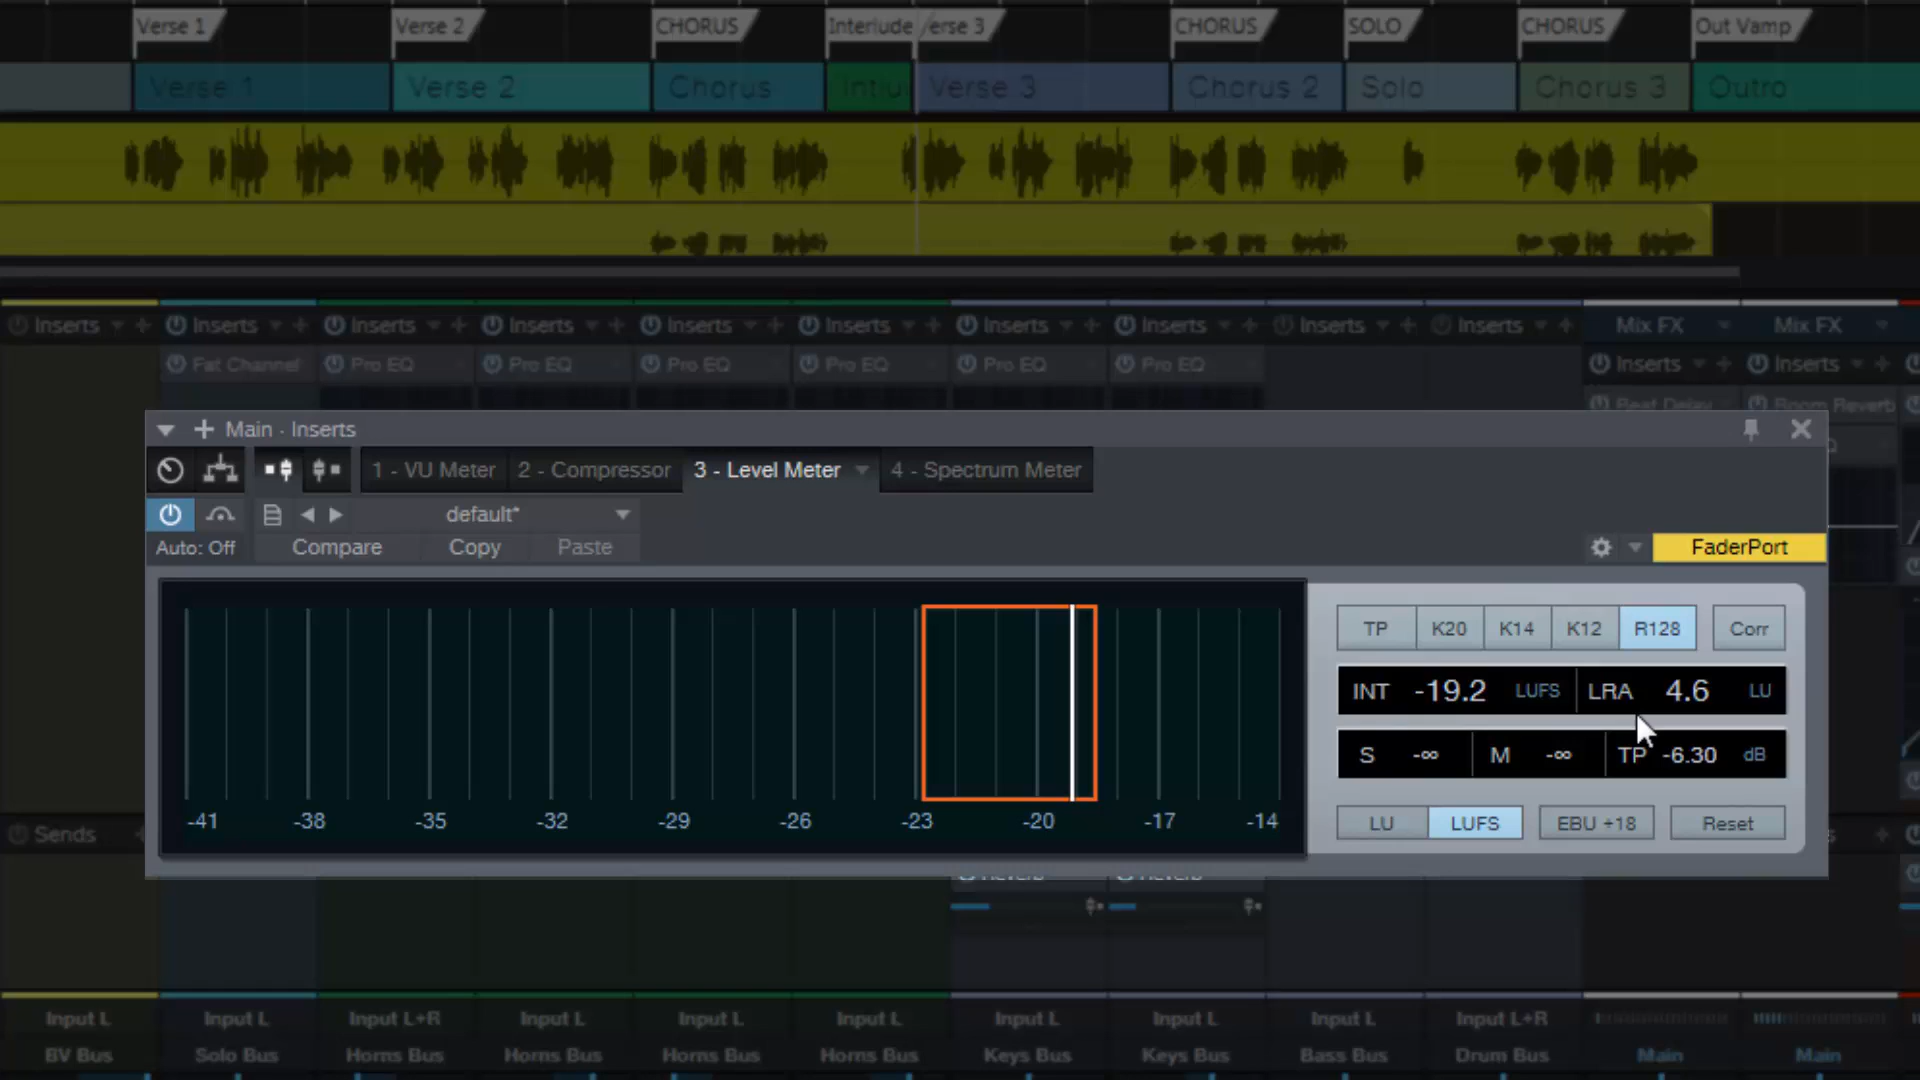 Verse 1 Verse 2 CHORUS Interlude erse 3 CHORUS SOLO CHORUS Out Vamp
Verse 1 Verse 2 Chorus Verse 3 Chorus 2 Solo Chorus 3 Outro
Inserts Inserts Inserts Inserts Inserts Inserts Inserts Inserts Inserts Inserts Mix FX Mix FX
Fat Channel Pro EQ Pro EQ Pro EQ Pro EQ Pro EQ Pro EQ Inserts Inserts
Beat Delay Room Reverb
Main - Inserts
1 - VU Meter 2 - Compressor 3 - Level Meter 4 - Spectrum Meter
default*
Auto: Off Compare Copy Paste FaderPort
TP K20 K14 K12 R128 Corr
INT -19.2 LUFS LRA 4.6 LU
S -∞ M -∞ TP -6.30 dB
-41 -38 -35 -32 -29 -26 -23 -20 -17 -14
LU LUFS EBU +18 Reset
Sends
Input L Input L Input L+R Input L Input L Input L Input L Input L Input L Input L+R
BV Bus Solo Bus Horns Bus Horns Bus Horns Bus Horns Bus Keys Bus Keys Bus Bass Bus Drum Bus Main Main